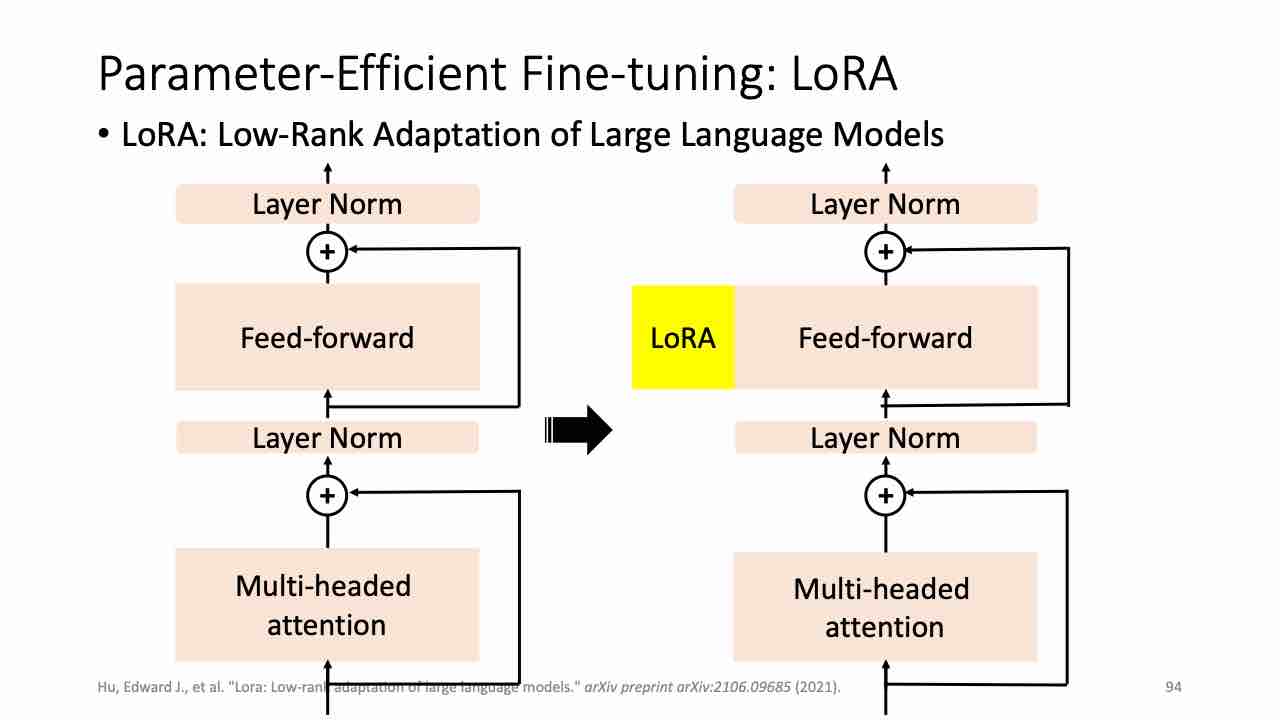 Parameter-Efficient Fine-tuning: LoRA
• LoRA: Low-Rank Adaptation of Large Language Models
Layer Norm
+
Feed-forward
Layer Norm
+
Multi-headed
attention
Layer Norm
+
LoRA
Feed-forward
Layer Norm
+
Multi-headed
attention
Hu, Edward J., et al. "Lora: Low-rank adaptation of large language models." arXiv preprint arXiv:2106.09685 (2021).
94